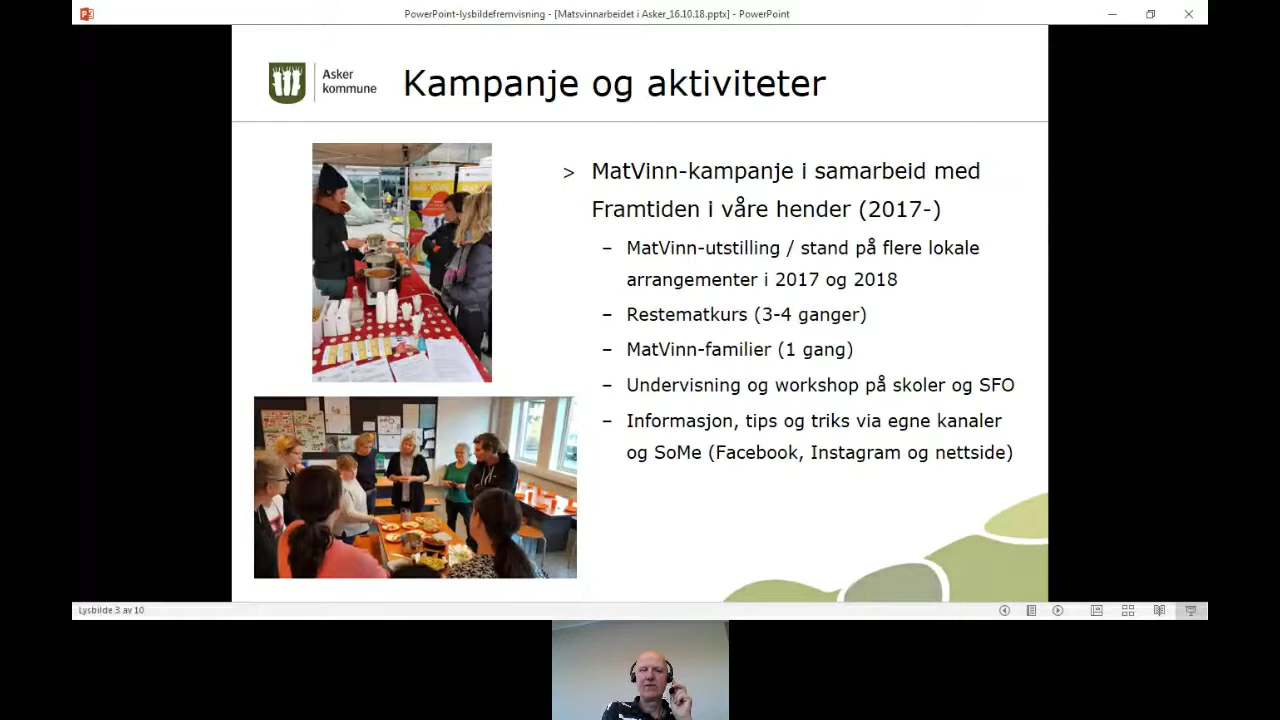 PowerPoint-lysbildefremvisning - [Matsvinnarbeidet i Asker_16.10.18.pptx] - PowerPoint
Asker
kommune
Kampanje og aktiviteter
> MatVinn-kampanje i samarbeid med
Framtiden i våre hender (2017-)
– MatVinn-utstilling / stand på flere lokale
arrangementer i 2017 og 2018
– Restematkurs (3-4 ganger)
– MatVinn-familier (1 gang)
– Undervisning og workshop på skoler og SFO
– Informasjon, tips og triks via egne kanaler
og SoMe (Facebook, Instagram og nettside)
Lysbilde 3 av 10